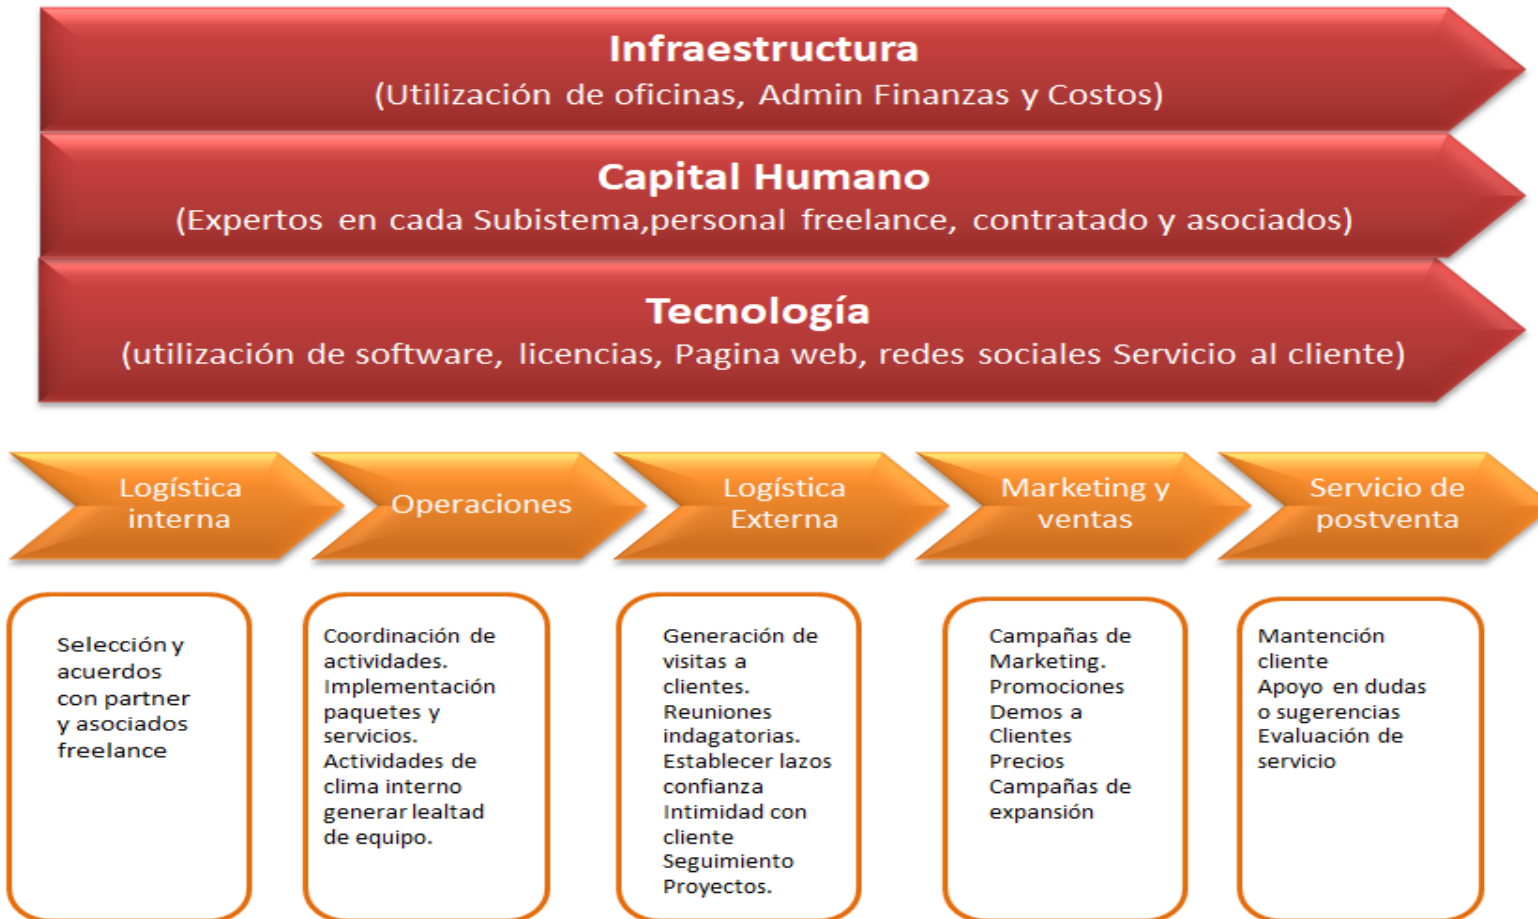 Infraestructura
(Utilización de oficinas, Admin Finanzas y Costos)
Capital Humano
(Expertos en cada Subistema,personal freelance, contratado y asociados)
Tecnología
(utilización de software, licencias, Pagina web, redes sociales Servicio al cliente)
Logística
interna
Operaciones
Logística
Externa
Marketing y
ventas
Servicio de
postventa
Selección y
acuerdos
con partner
y asociados
freelance
Coordinación de
actividades.
Implementación
paquetes y
servicios.
Actividades de
clima interno
generar lealtad
de equipo.
Generación de
visitas a
clientes.
Reuniones
indagatorias.
Establecer lazos
confianza
Intimidad con
cliente
Seguimiento
Proyectos.
Campañas de
Marketing.
Promociones
Demos a
Clientes
Precios
Campañas de
expansión
Mantención
cliente
Apoyo en dudas
o sugerencias
Evaluación de
servicio